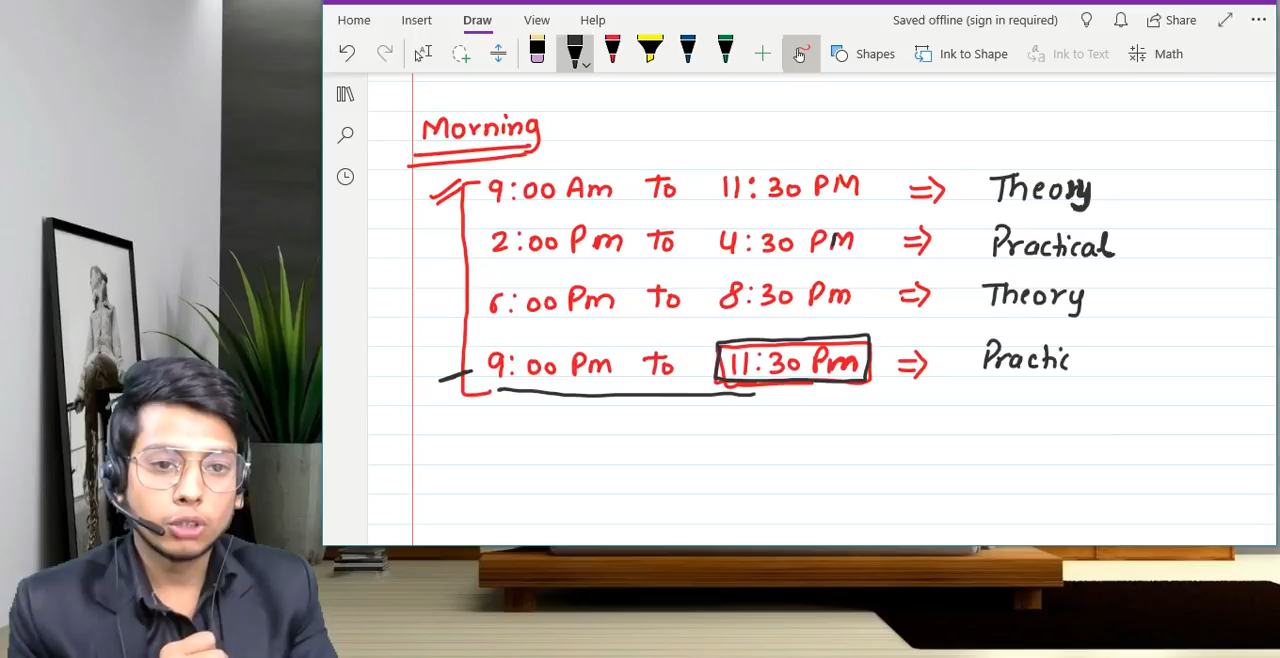 Home Insert Draw View Help Saved offline (sign in required) Share
Shapes Ink to Shape Ink to Text Math
Morning
9:00 Am To 11:30 PM ⇒ Theory
2:00 Pm To 4:30 PM ⇒ Practical
6:00 Pm To 8:30 Pm ⇒ Theory
9:00 Pm To 11:30 Pm ⇒ Practic